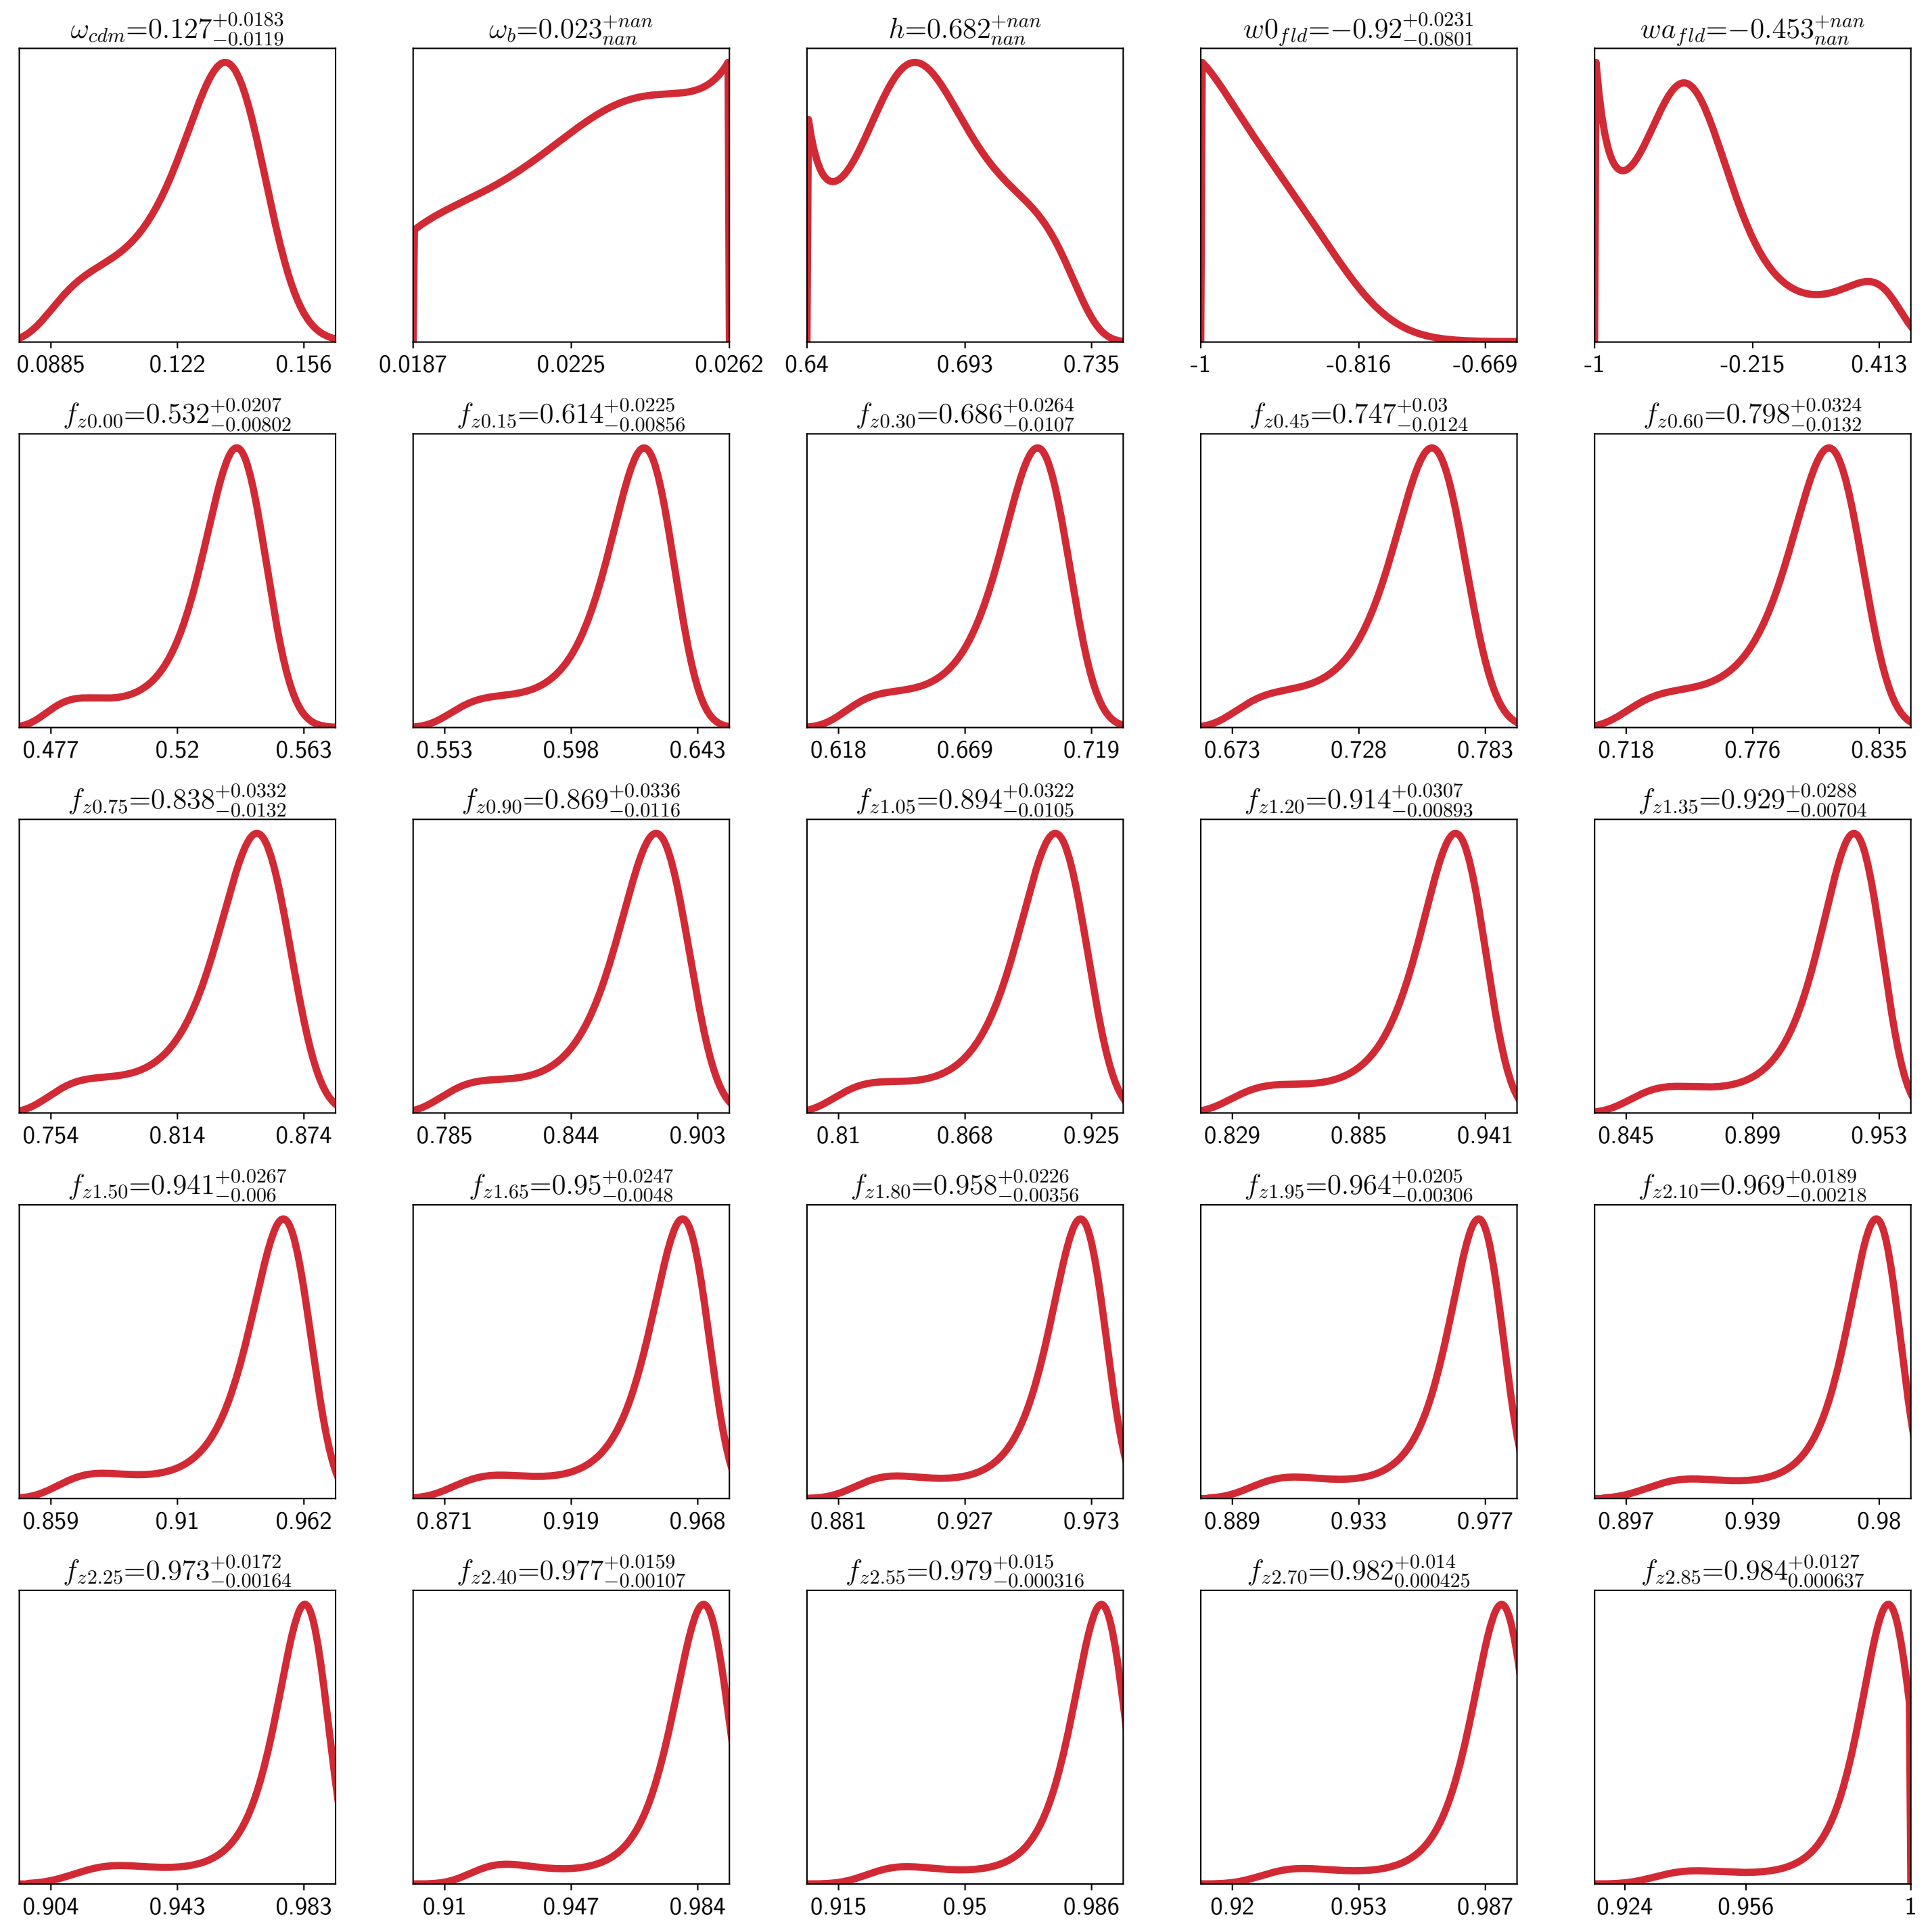 ω_cdm=0.127^{+0.0183}_{−0.0119} ω_b=0.023^{+nan}_{nan} h=0.682^{+nan}_{nan} w0_fld=−0.92^{+0.0231}_{−0.0801} wa_fld=−0.453^{+nan}_{nan}
0.0885 0.122 0.156 0.0187 0.0225 0.0262 0.64 0.693 0.735 -1 -0.816 -0.669 -1 -0.215 0.413
f_z0.00=0.532^{+0.0207}_{−0.00802} f_z0.15=0.614^{+0.0225}_{−0.00856} f_z0.30=0.686^{+0.0264}_{−0.0107} f_z0.45=0.747^{+0.03}_{−0.0124} f_z0.60=0.798^{+0.0324}_{−0.0132}
0.477 0.52 0.563 0.553 0.598 0.643 0.618 0.669 0.719 0.673 0.728 0.783 0.718 0.776 0.835
f_z0.75=0.838^{+0.0332}_{−0.0132} f_z0.90=0.869^{+0.0336}_{−0.0116} f_z1.05=0.894^{+0.0322}_{−0.0105} f_z1.20=0.914^{+0.0307}_{−0.00893} f_z1.35=0.929^{+0.0288}_{−0.00704}
0.754 0.814 0.874 0.785 0.844 0.903 0.81 0.868 0.925 0.829 0.885 0.941 0.845 0.899 0.953
f_z1.50=0.941^{+0.0267}_{−0.006} f_z1.65=0.95^{+0.0247}_{−0.0048} f_z1.80=0.958^{+0.0226}_{−0.00356} f_z1.95=0.964^{+0.0205}_{−0.00306} f_z2.10=0.969^{+0.0189}_{−0.00218}
0.859 0.91 0.962 0.871 0.919 0.968 0.881 0.927 0.973 0.889 0.933 0.977 0.897 0.939 0.98
f_z2.25=0.973^{+0.0172}_{−0.00164} f_z2.40=0.977^{+0.0159}_{−0.00107} f_z2.55=0.979^{+0.015}_{−0.000316} f_z2.70=0.982^{+0.014}_{0.000425} f_z2.85=0.984^{+0.0127}_{0.000637}
0.904 0.943 0.983 0.91 0.947 0.984 0.915 0.95 0.986 0.92 0.953 0.987 0.924 0.956 1